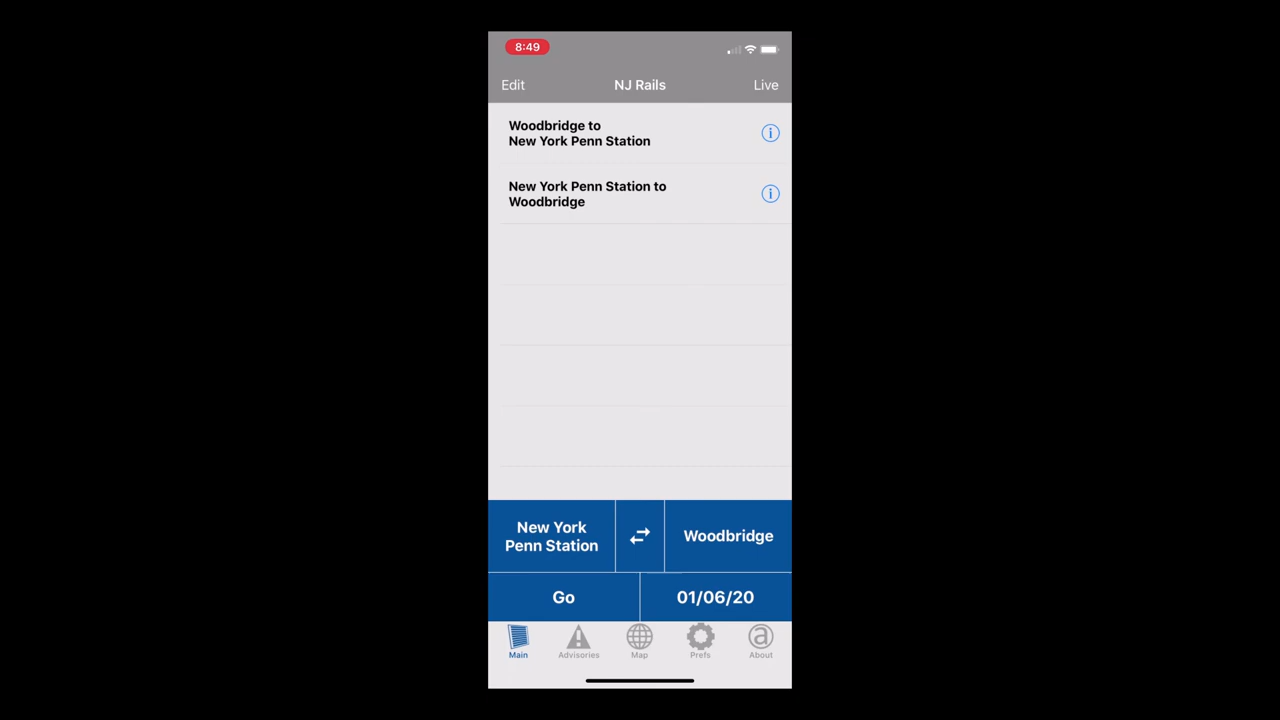 8:49
Edit
NJ Rails
Live
Woodbridge to
New York Penn Station
New York Penn Station to
Woodbridge
New York
Penn Station
Woodbridge
Go
01/06/20
Main
Advisories
Map
Prefs
About